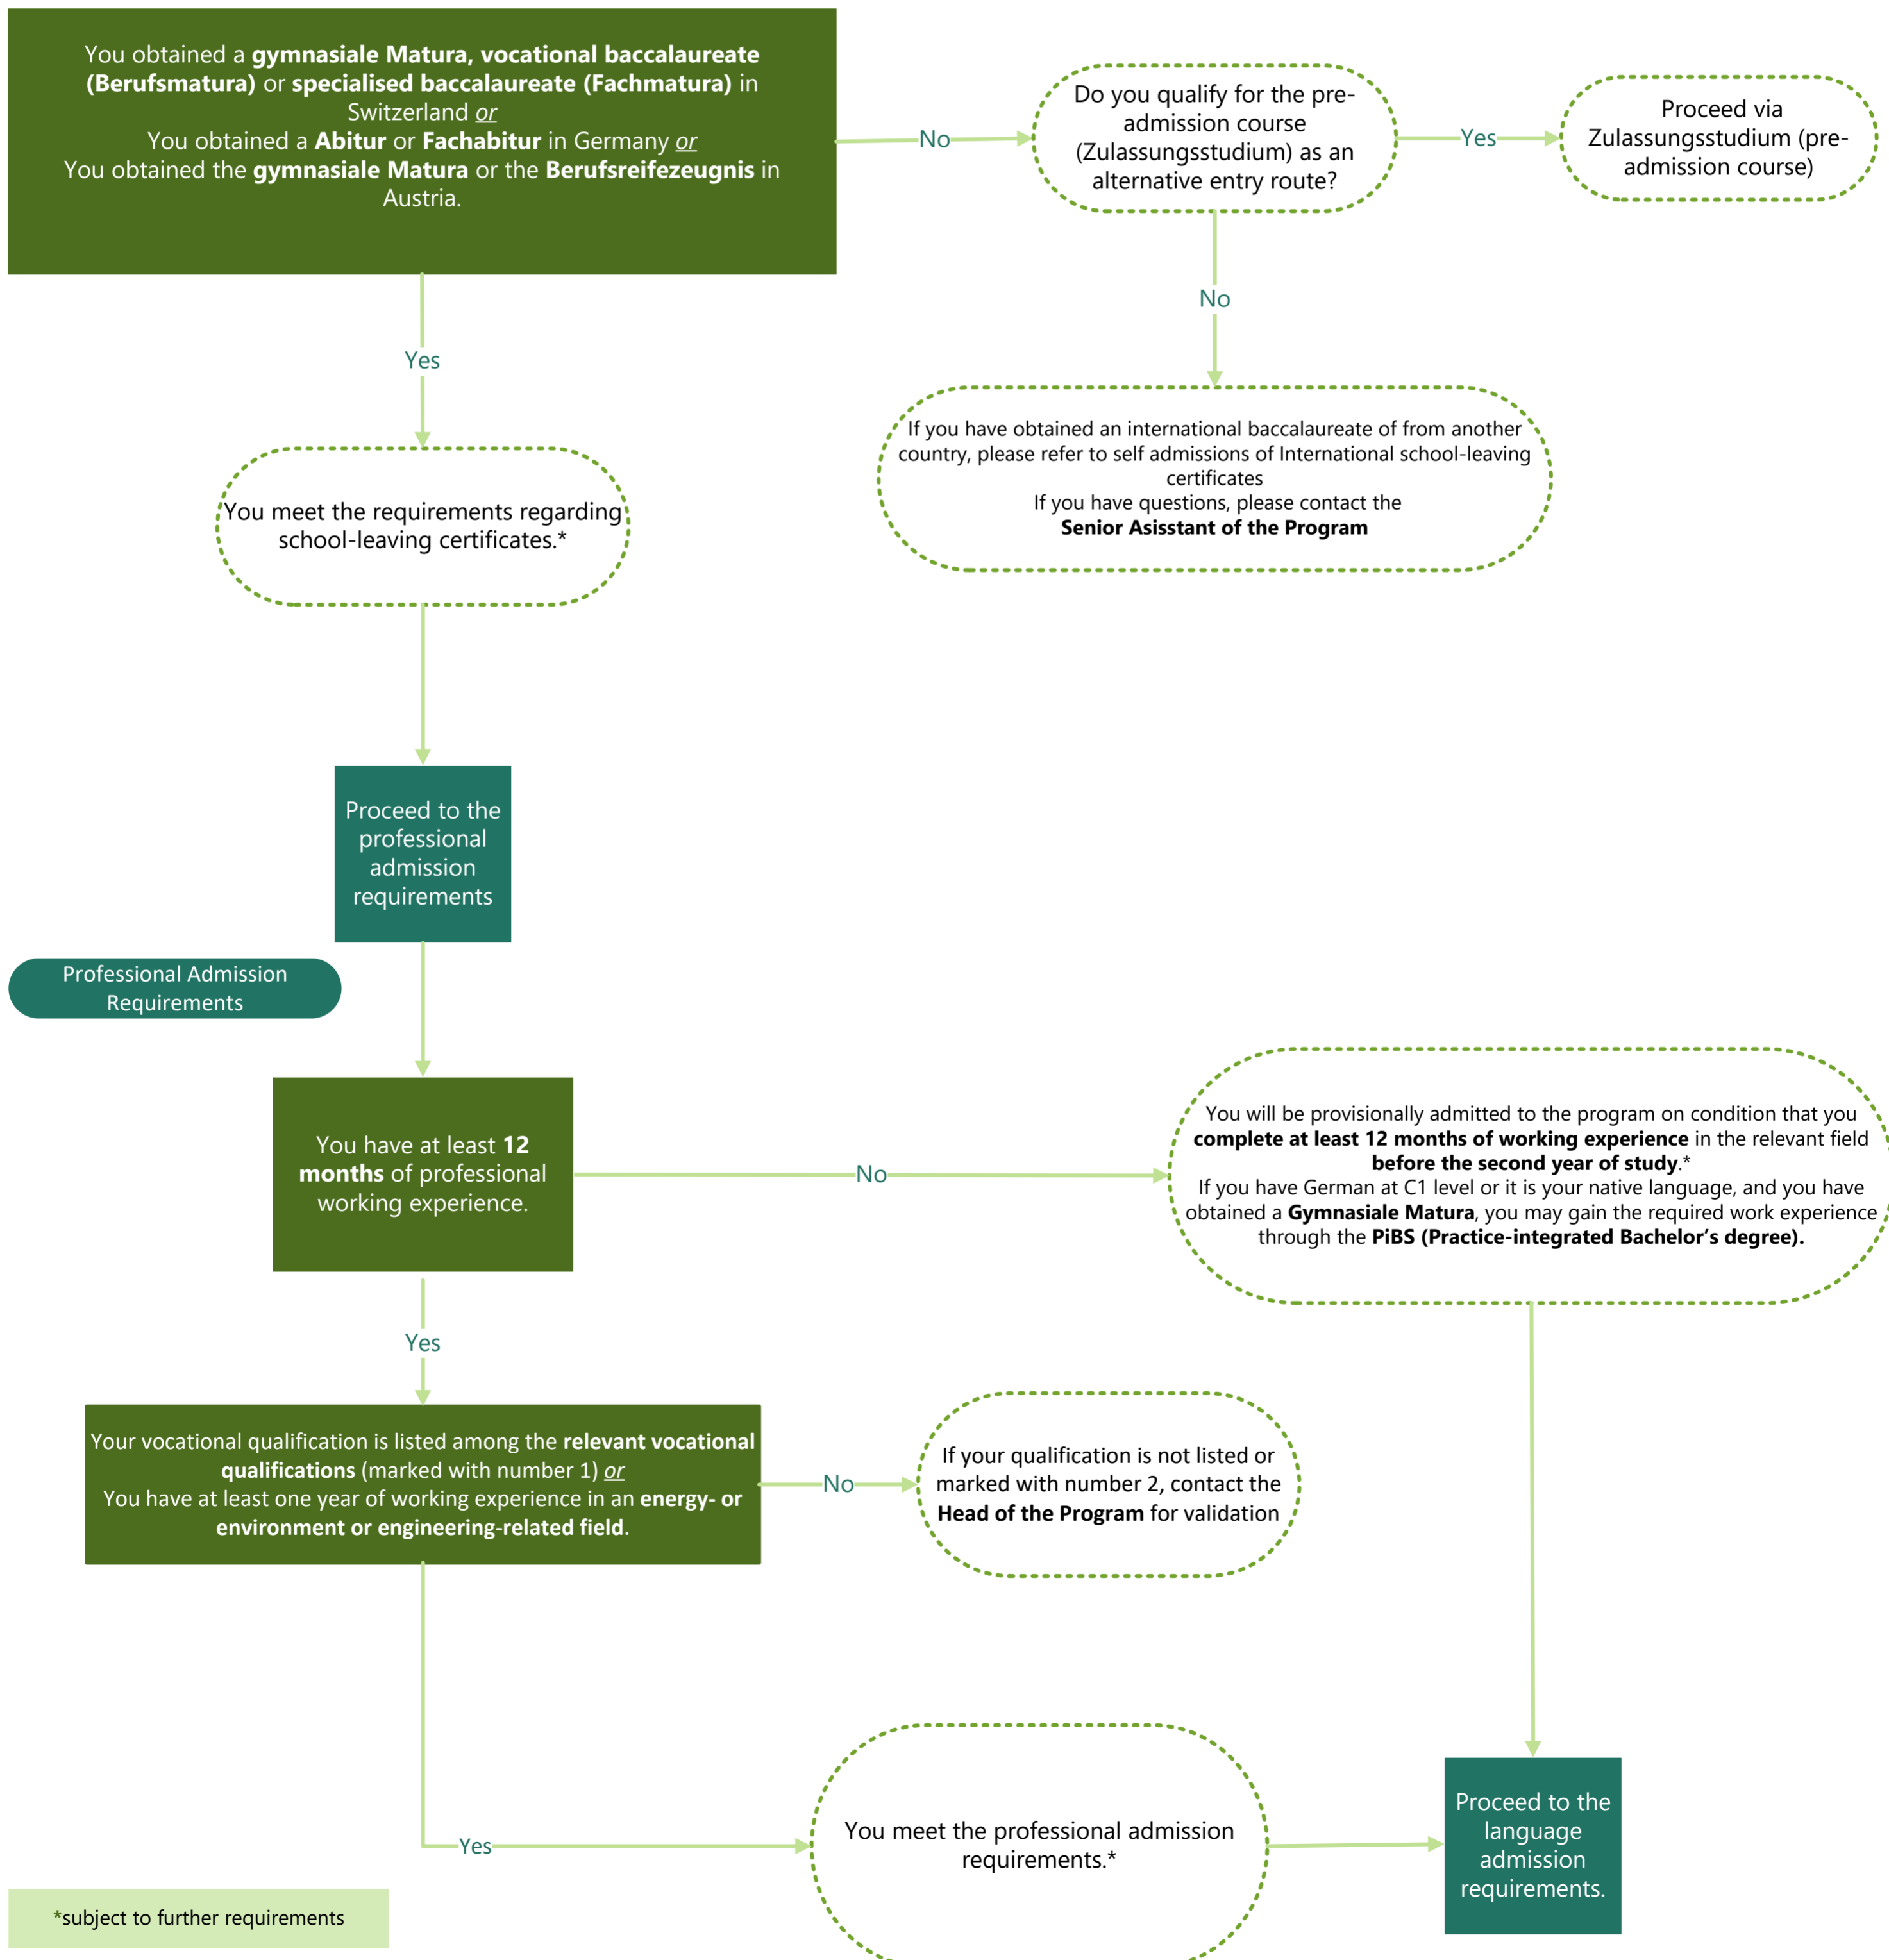 You obtained a gymnasiale Matura, vocational baccalaureate
(Berufsmatura) or specialised baccalaureate (Fachmatura) in
Switzerland or
You obtained a Abitur or Fachabitur in Germany or
You obtained the gymnasiale Matura or the Berufsreifezeugnis in
Austria.
No
Do you qualify for the pre-
admission course
(Zulassungsstudium) as an
alternative entry route?
Yes
Proceed via
Zulassungsstudium (pre-
admission course)
No
Yes
If you have obtained an international baccalaureate of from another
country, please refer to self admissions of International school-leaving
certificates
If you have questions, please contact the
Senior Asisstant of the Program
You meet the requirements regarding
school-leaving certificates.*
Proceed to the
professional
admission
requirements
Professional Admission
Requirements
You have at least 12
months of professional
working experience.
No
You will be provisionally admitted to the program on condition that you
complete at least 12 months of working experience in the relevant field
before the second year of study.*
If you have German at C1 level or it is your native language, and you have
obtained a Gymnasiale Matura, you may gain the required work experience
through the PiBS (Practice-integrated Bachelor’s degree).
Yes
Your vocational qualification is listed among the relevant vocational
qualifications (marked with number 1) or
You have at least one year of working experience in an energy- or
environment or engineering-related field.
No
If your qualification is not listed or
marked with number 2, contact the
Head of the Program for validation
Yes
You meet the professional admission
requirements.*
Proceed to the
language
admission
requirements.
*subject to further requirements